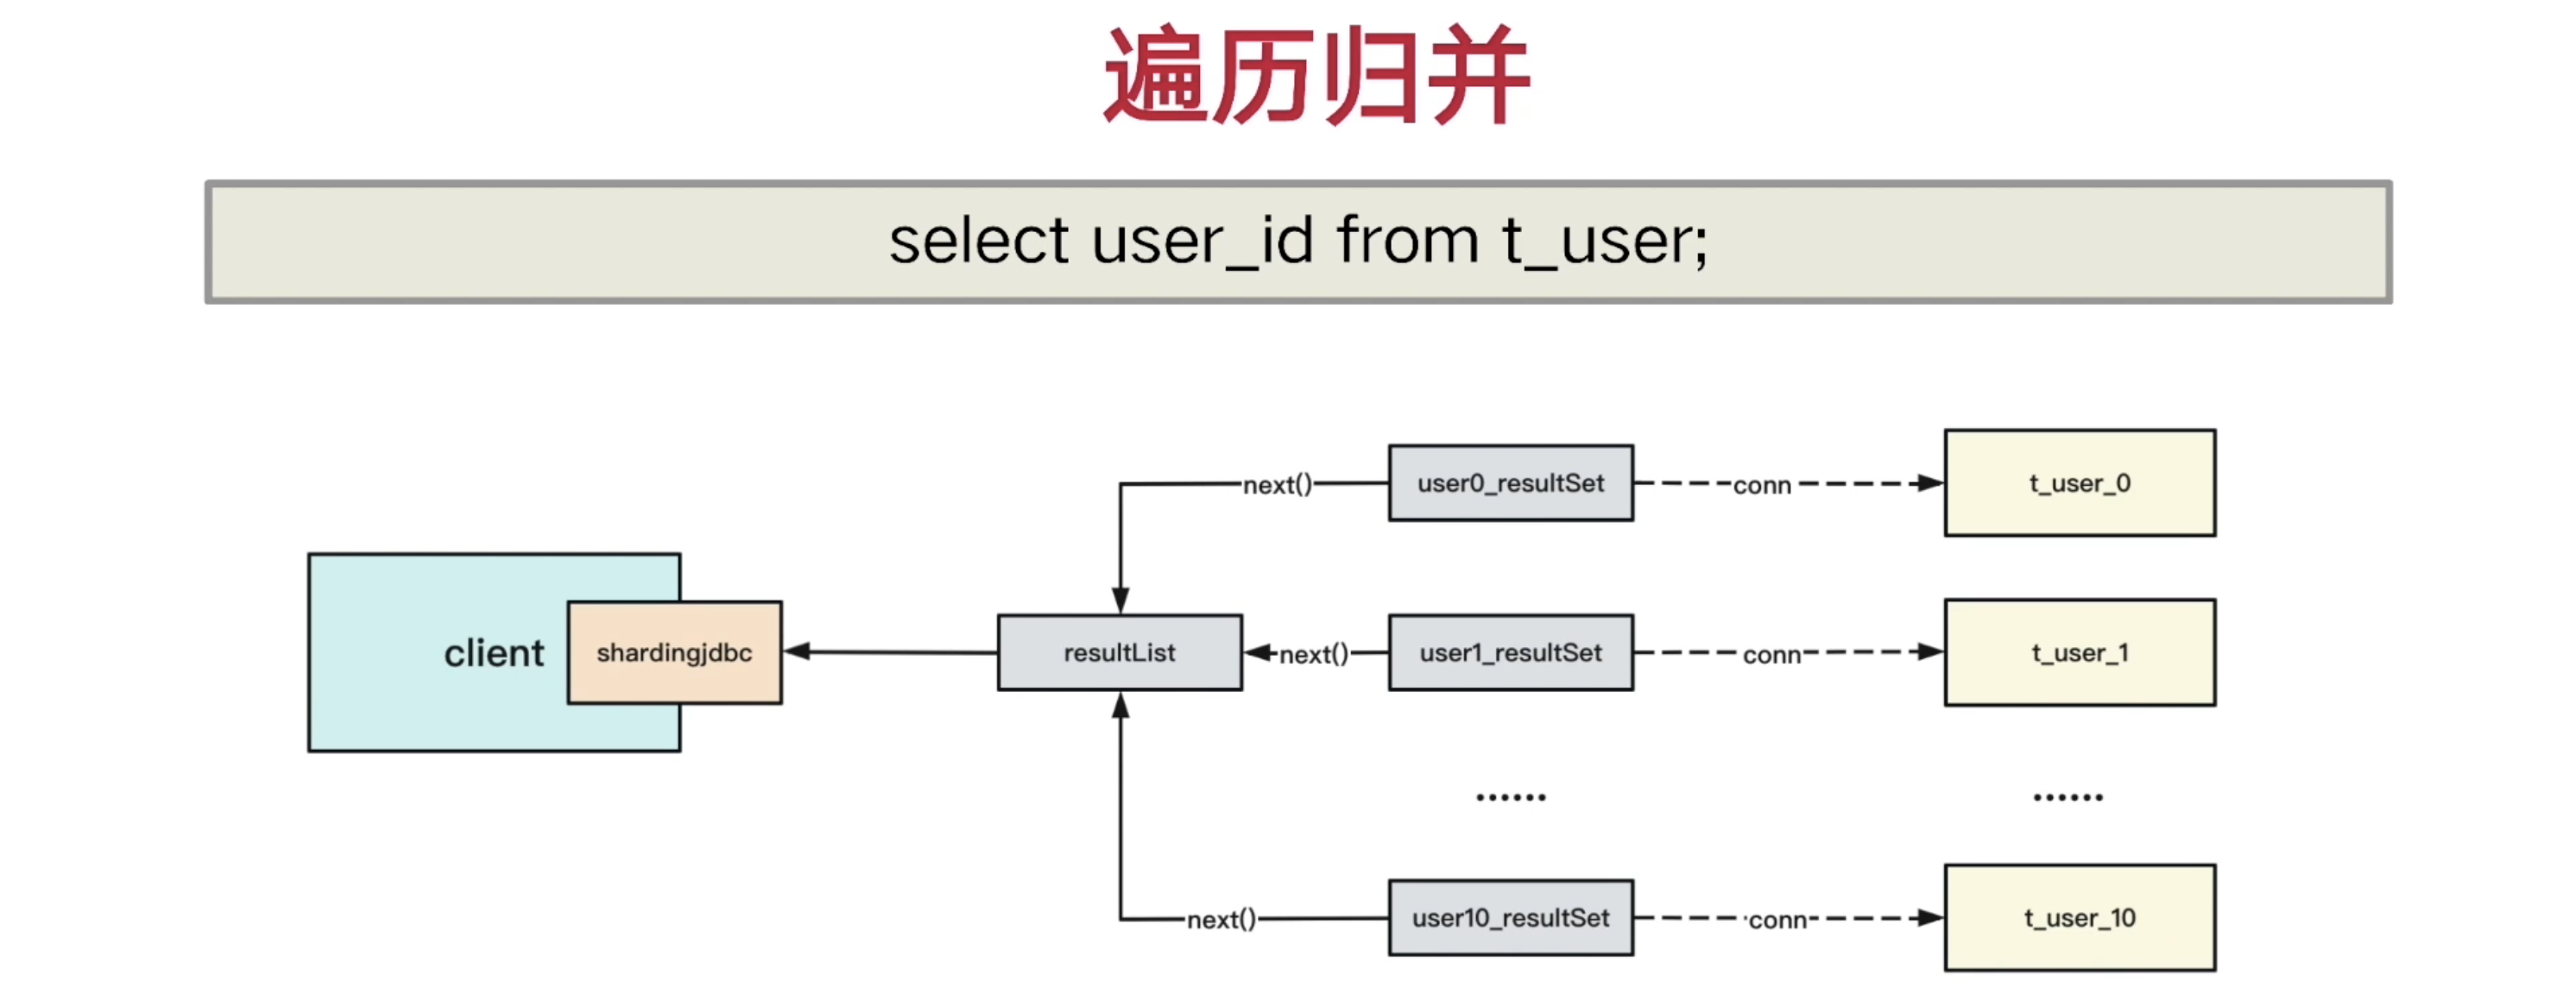 遍历归并
select user_id from t_user;
next()
user0_resultSet
conn
t_user_0
client
shardingjdbc
resultList
next()
user1_resultSet
conn
t_user_1
......
......
next()
user10_resultSet
conn
t_user_10